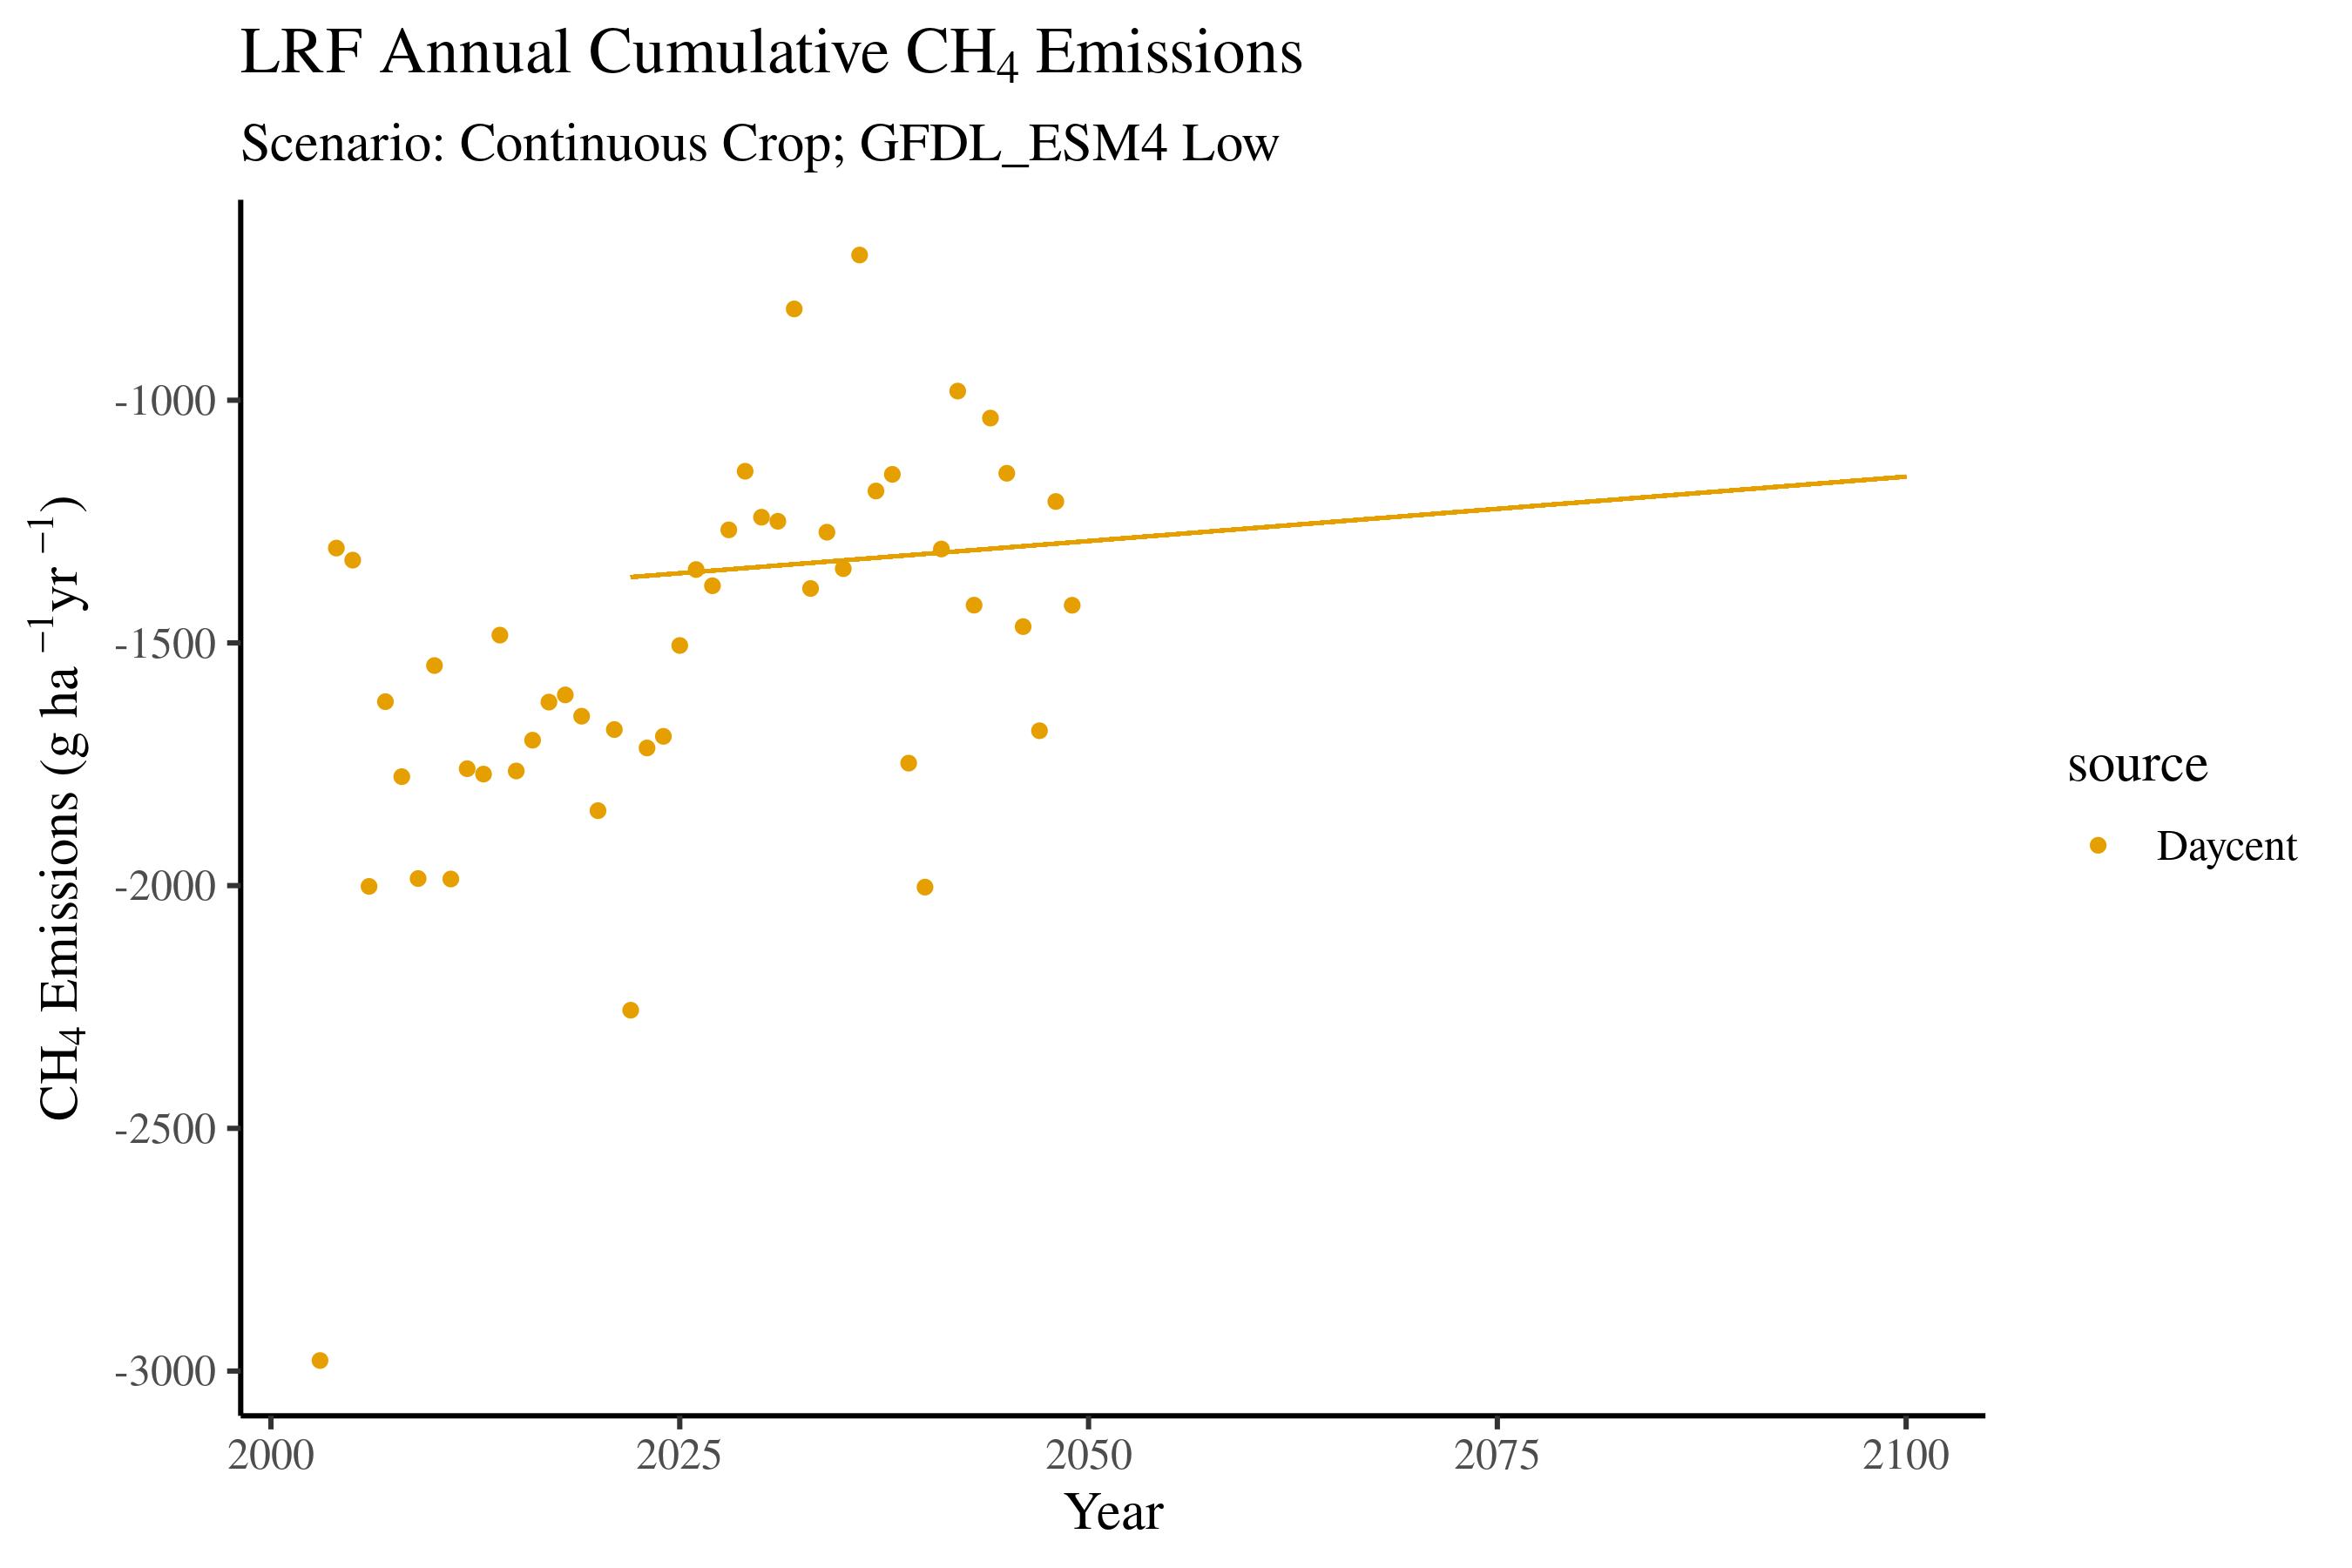 LRF Annual Cumulative CH₄ Emissions
Scenario: Continuous Crop; GFDL_ESM4 Low
CH₄ Emissions (g ha ⁻¹yr ⁻¹)
-1000
-1500
-2000
-2500
-3000
source
Daycent
2000 2025 2050 2075 2100
Year